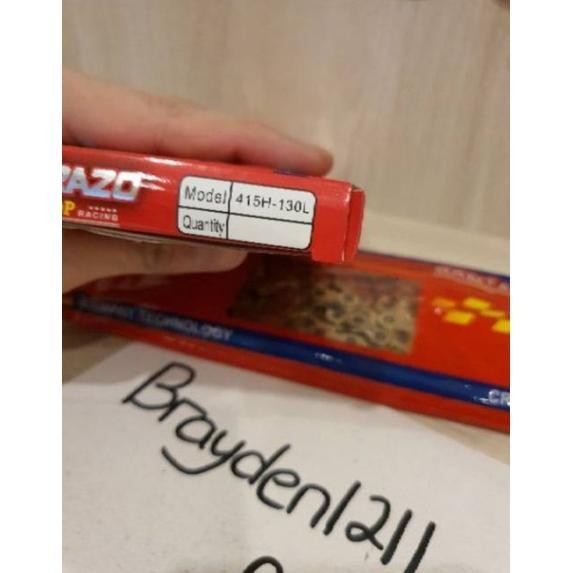 RAZO
RACING
Model 415H-130L
Quantity
TECHNOLOGY
Brayden1211